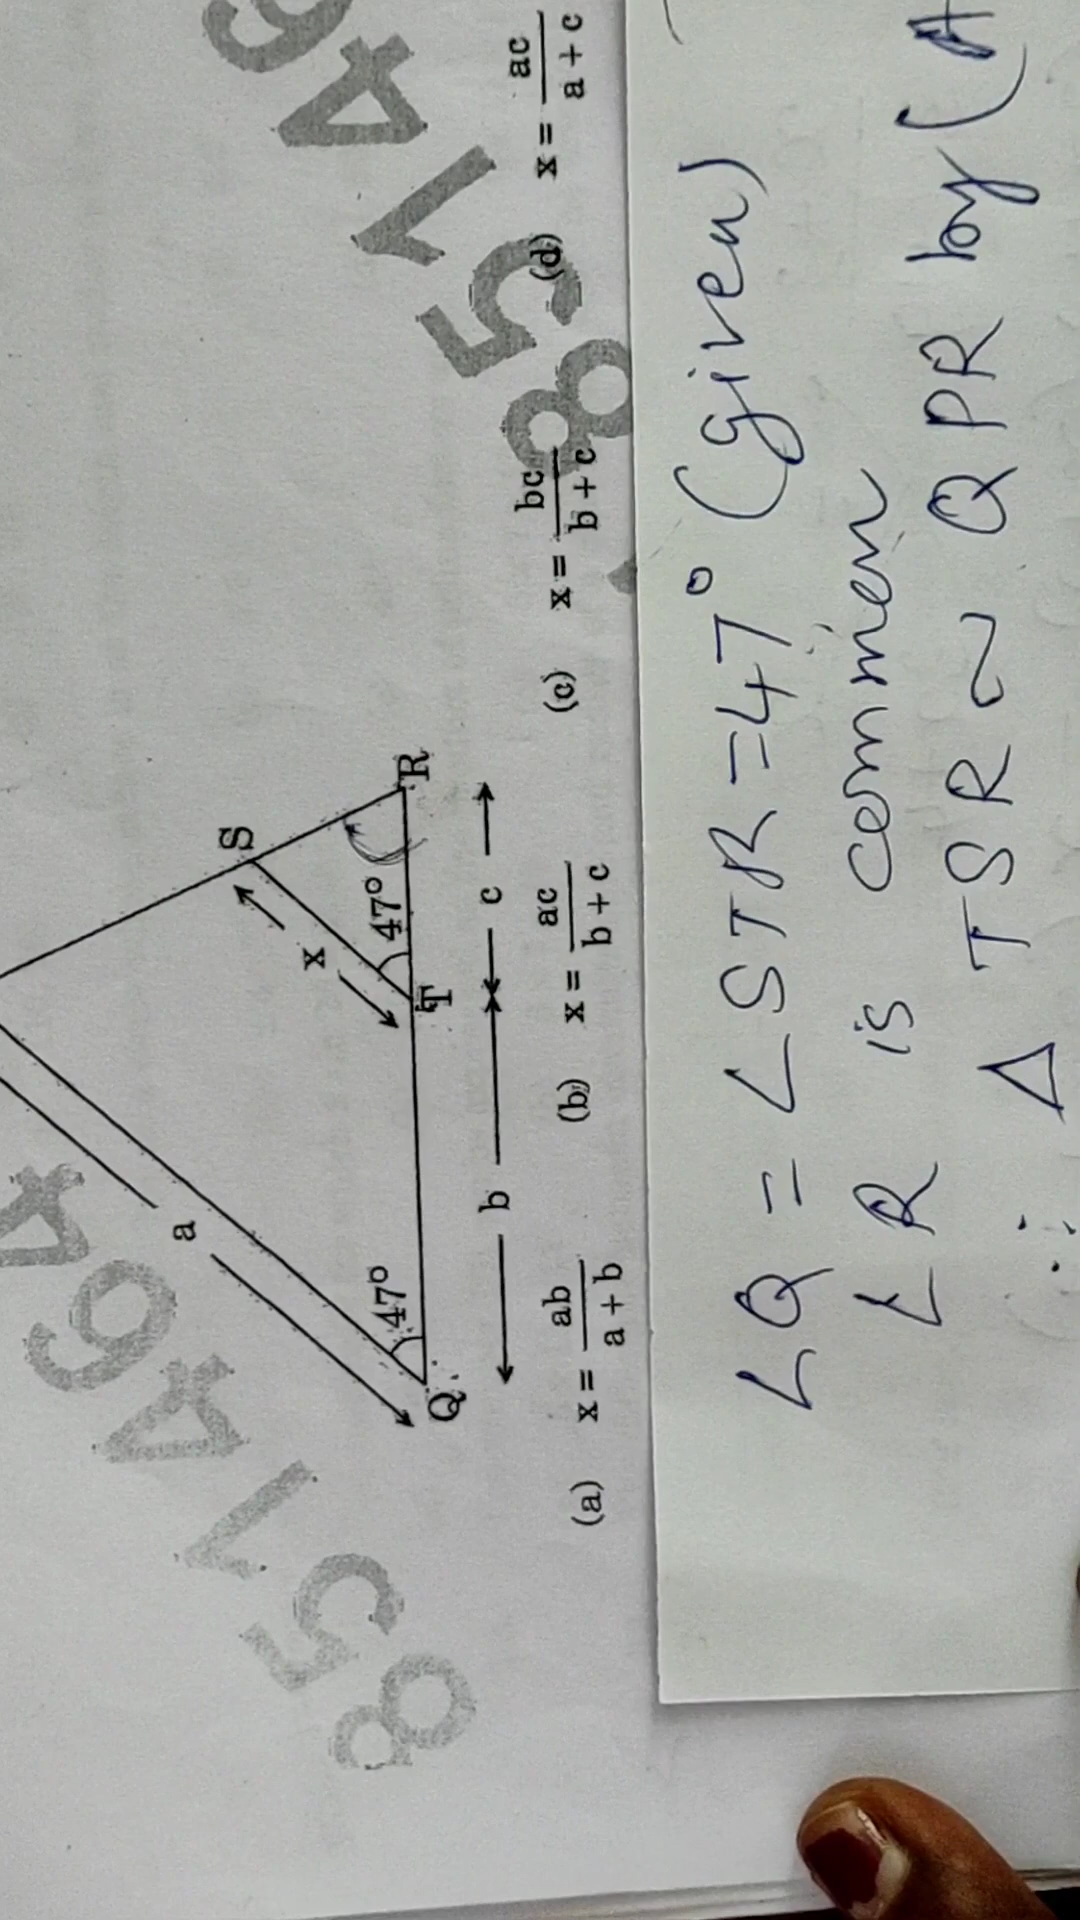 a
x
S
47°
47°
Q
T
R
b
c
(a) x = ab / a + b (b) x = ac / b + c (c) x = bc / b + c (d) x = ac / a + c
∠Q = ∠STR = 47° (given)
∠R is common
∴ Δ TSR ~ QPR by (A